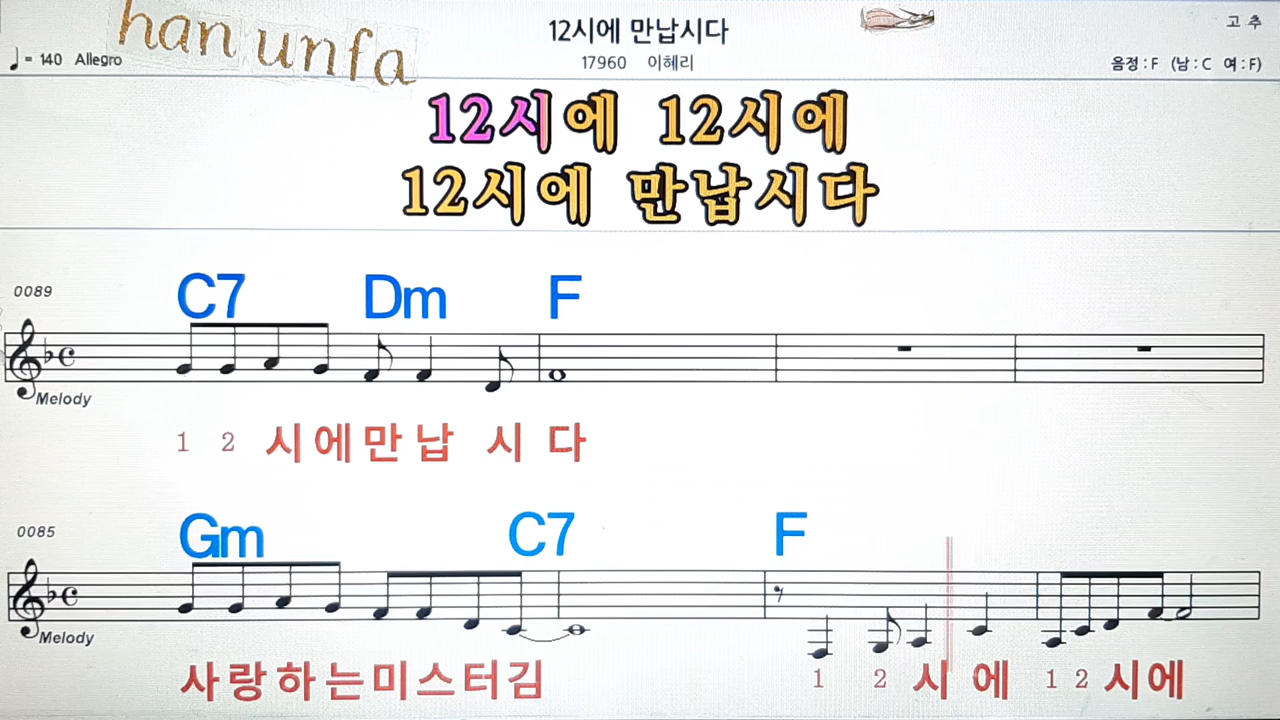 han unfa
12시에 만납시다
고 추
♩= 140 Allegro
17960 이혜리
음정 : F (남 : C 여 : F)
12시에 12시에
12시에 만납시다
0089
C7 Dm F
Melody
1 2 시 에 만 납 시 다
0085
Gm C7 F
Melody
사 랑 하 는 미 스 터 김 1 2 시 에 1 2 시 에